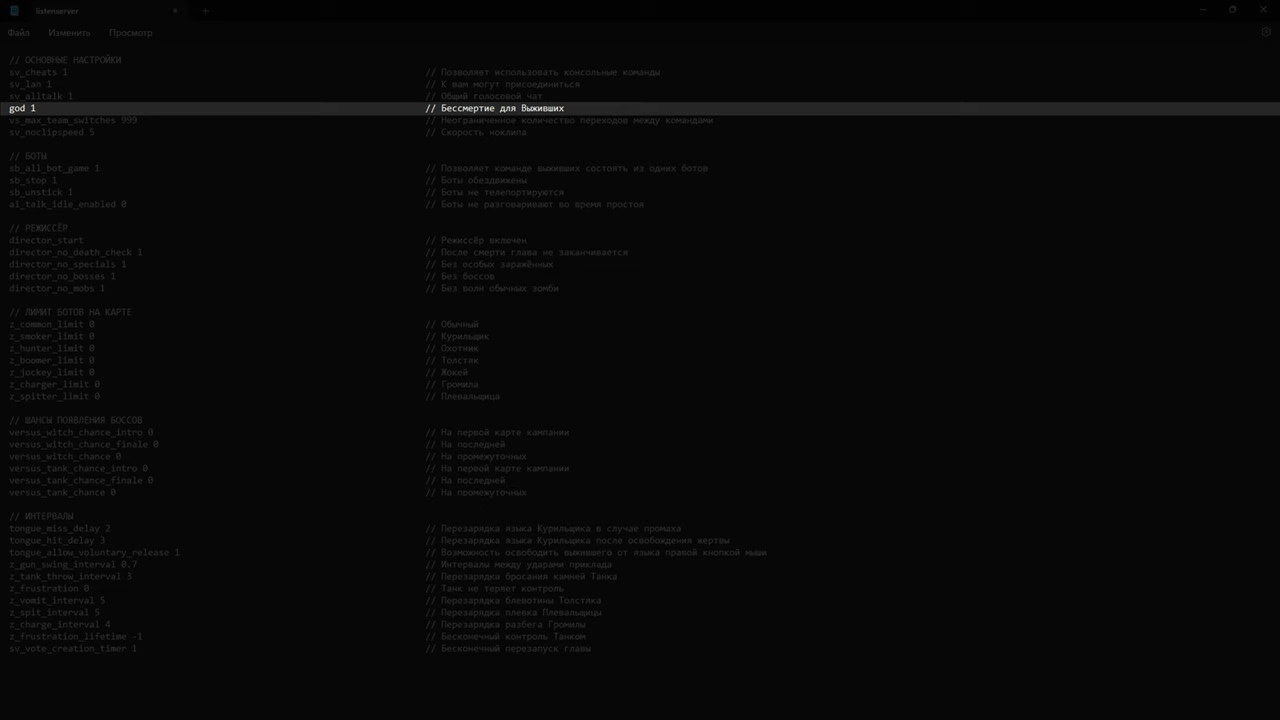 listenserver
Файл Изменить Просмотр
// ОСНОВНЫЕ НАСТРОЙКИ
sv_cheats 1 // Позволяет использовать консольные команды
sv_lan 1 // К вам могут присоединиться
sv_alltalk 1 // Общий голосовой чат
god 1 // Бессмертие для Выживших
vs_max_team_switches 999 // Неограниченное количество переходов между командами
sv_noclipspeed 5 // Скорость ноклипа
// БОТЫ
sb_all_bot_game 1 // Позволяет команде выживших состоять из одних ботов
sb_stop 1 // Боты обездвижены
sb_unstick 1 // Боты не телепортируются
ai_talk_idle_enabled 0 // Боты не разговаривают во время простоя
// РЕЖИССЁР
director_start // Режиссёр включен
director_no_death_check 1 // После смерти глава не заканчивается
director_no_specials 1 // Без особых заражённых
director_no_bosses 1 // Без боссов
director_no_mobs 1 // Без волн обычных зомби
// ЛИМИТ БОТОВ НА КАРТЕ
z_common_limit 0 // Обычный
z_smoker_limit 0 // Курильщик
z_hunter_limit 0 // Охотник
z_boomer_limit 0 // Толстяк
z_jockey_limit 0 // Жокей
z_charger_limit 0 // Громила
z_spitter_limit 0 // Плевальщица
// ШАНСЫ ПОЯВЛЕНИЯ БОССОВ
versus_witch_chance_intro 0 // На первой карте кампании
versus_witch_chance_finale 0 // На последней
versus_witch_chance 0 // На промежуточных
versus_tank_chance_intro 0 // На первой карте кампании
versus_tank_chance_finale 0 // На последней
versus_tank_chance 0 // На промежуточных
// ИНТЕРВАЛЫ
tongue_miss_delay 2 // Перезарядка языка Курильщика в случае промаха
tongue_hit_delay 3 // Перезарядка языка Курильщика после освобождения жертвы
tongue_allow_voluntary_release 1 // Возможность освободить выжившего от языка правой кнопкой мыши
z_gun_swing_interval 0.7 // Интервалы между ударами приклада
z_tank_throw_interval 3 // Перезарядка бросания камней Танка
z_frustration 0 // Танк не теряет контроль
z_vomit_interval 5 // Перезарядка блевотины Толстяка
z_spit_interval 5 // Перезарядка плевка Плевальщицы
z_charge_interval 4 // Перезарядка разбега Громилы
z_frustration_lifetime -1 // Бесконечный контроль Танком
sv_vote_creation_timer 1 // Бесконечный перезапуск главы